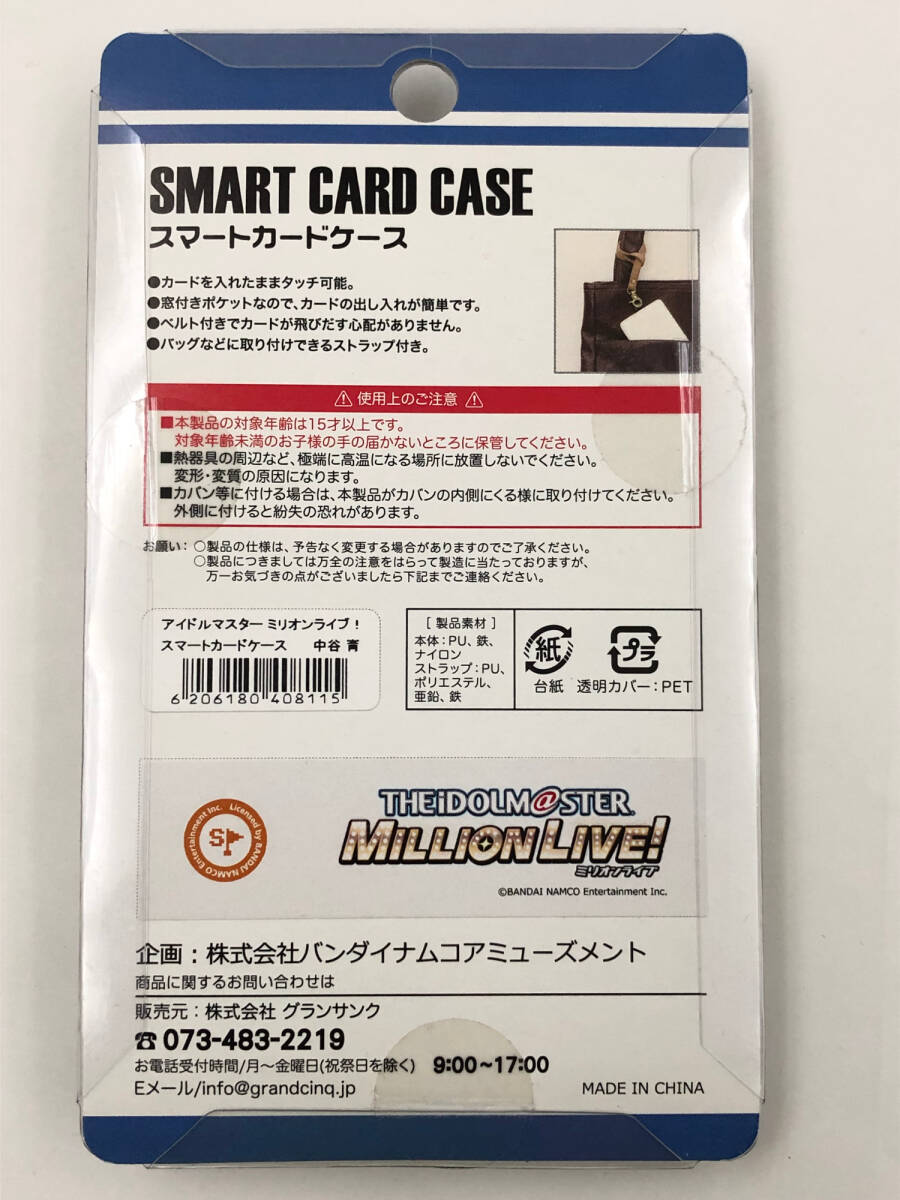 SMART CARD CASE
スマートカードケース
●カードを入れたままタッチ可能。
●窓付きポケットなので、カードの出し入れが簡単です。
●ベルト付きでカードが飛びだす心配がありません。
●バッグなどに取り付けできるストラップ付き。
⚠ 使用上のご注意 ⚠
■本製品の対象年齢は15才以上です。
対象年齢未満のお子様の手の届かないところに保管してください。
■熱器具の周辺など、極端に高温になる場所に放置しないでください。
変形・変質の原因になります。
■カバン等に付ける場合は、本製品がカバンの内側にくる様に取り付けてください。
外側に付けると紛失の恐れがあります。
お願い：○製品の仕様は、予告なく変更する場合がありますのでご了承ください。
○製品につきましては万全の注意をはらって製造に当たっておりますが、
万一お気づきの点がございましたら下記までご連絡ください。
アイドルマスター ミリオンライブ！
スマートカードケース 中谷 育
6 206180 408115
[ 製品素材 ]
本体：PU、鉄、
ナイロン
ストラップ：PU、
ポリエステル、
亜鉛、鉄
紙
プラ
台紙 透明カバー：PET
Licensed by BANDAI NAMCO Entertainment Inc.
SP
THE iDOLM@STER
MILLION LIVE!
ミリオンライブ
©BANDAI NAMCO Entertainment Inc.
企画：株式会社バンダイナムコアミューズメント
商品に関するお問い合わせは
販売元：株式会社 グランサンク
☎073-483-2219
お電話受付時間/月～金曜日(祝祭日を除く) 9:00～17:00
Eメール/info@grandcinq.jp
MADE IN CHINA